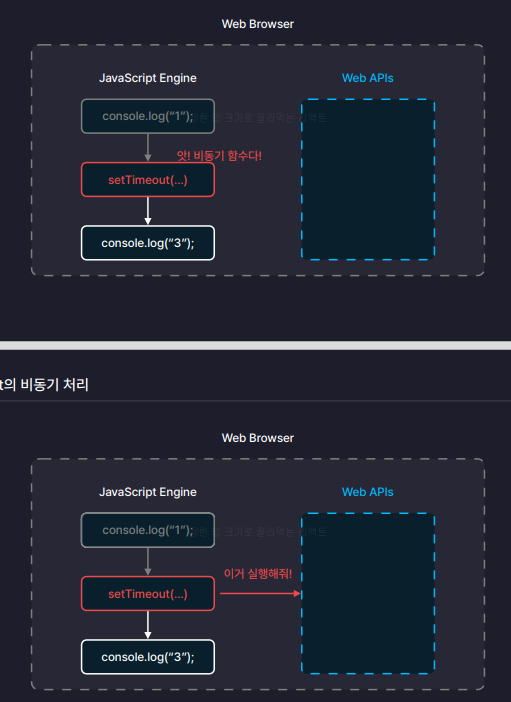 Web Browser
JavaScript Engine
Web APIs
console.log(“1”);
앗! 비동기 함수다!
setTimeout(...)
console.log(“3”);
t의 비동기 처리
Web Browser
JavaScript Engine
Web APIs
console.log(“1”);
이거 실행해줘!
setTimeout(...)
console.log(“3”);